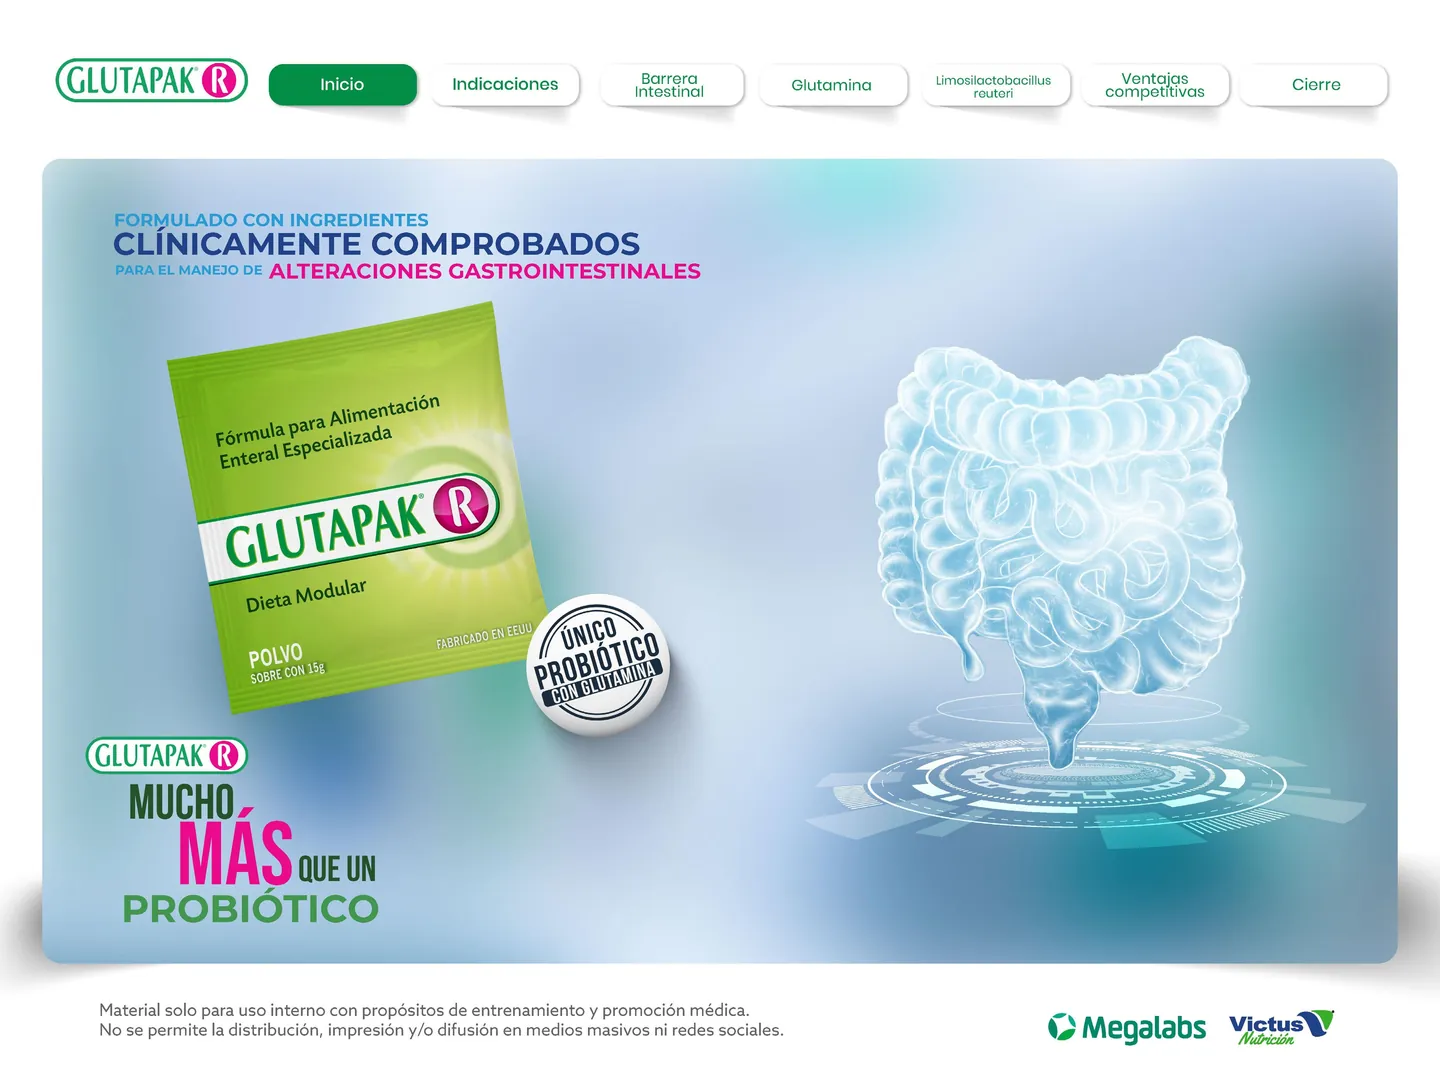 GLUTAPAK® R
Inicio
Indicaciones
Barrera
Intestinal
Glutamina
Limosilactobacillus
reuteri
Ventajas
competitivas
Cierre
FORMULADO CON INGREDIENTES
CLÍNICAMENTE COMPROBADOS
PARA EL MANEJO DE ALTERACIONES GASTROINTESTINALES
Fórmula para Alimentación
Enteral Especializada
GLUTAPAK® R
Dieta Modular
POLVO
SOBRE CON 15g
FABRICADO EN EEUU
ÚNICO
PROBIÓTICO
CON GLUTAMINA
GLUTAPAK® R
MUCHO
MÁS QUE UN
PROBIÓTICO
Material solo para uso interno con propósitos de entrenamiento y promoción médica.
No se permite la distribución, impresión y/o difusión en medios masivos ni redes sociales.
Megalabs
Victus
Nutrición